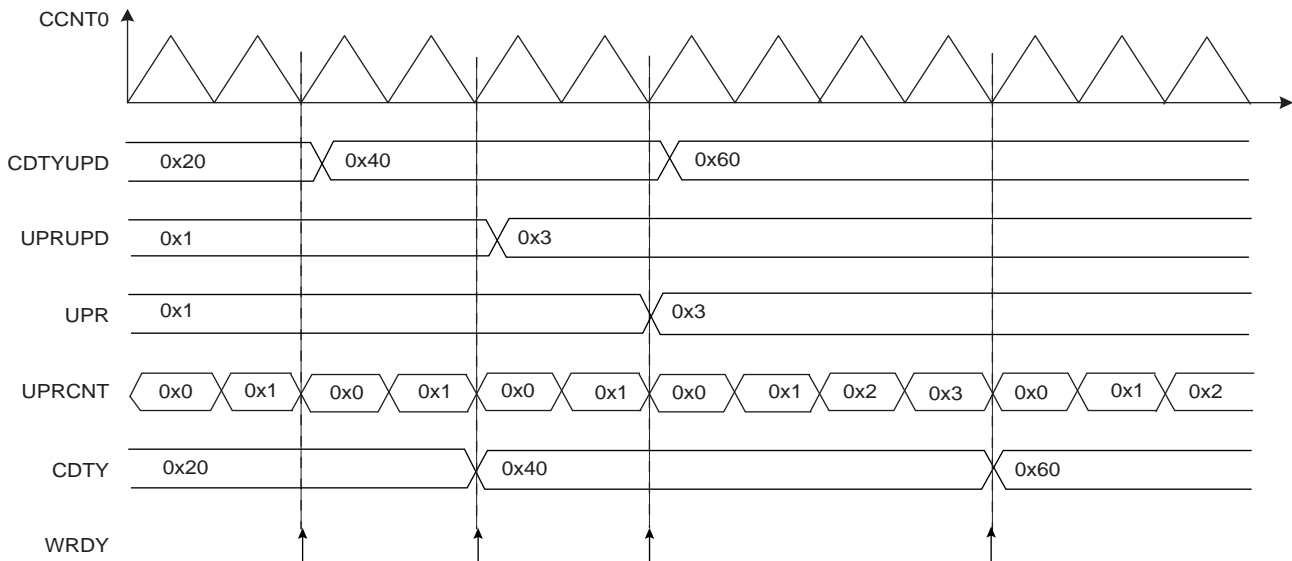 CCNT0
CDTYUPD 0x20 0x40 0x60
UPRUPD 0x1 0x3
UPR 0x1 0x3
UPRCNT 0x0 0x1 0x0 0x1 0x0 0x1 0x0 0x1 0x2 0x3 0x0 0x1 0x2
CDTY 0x20 0x40 0x60
WRDY